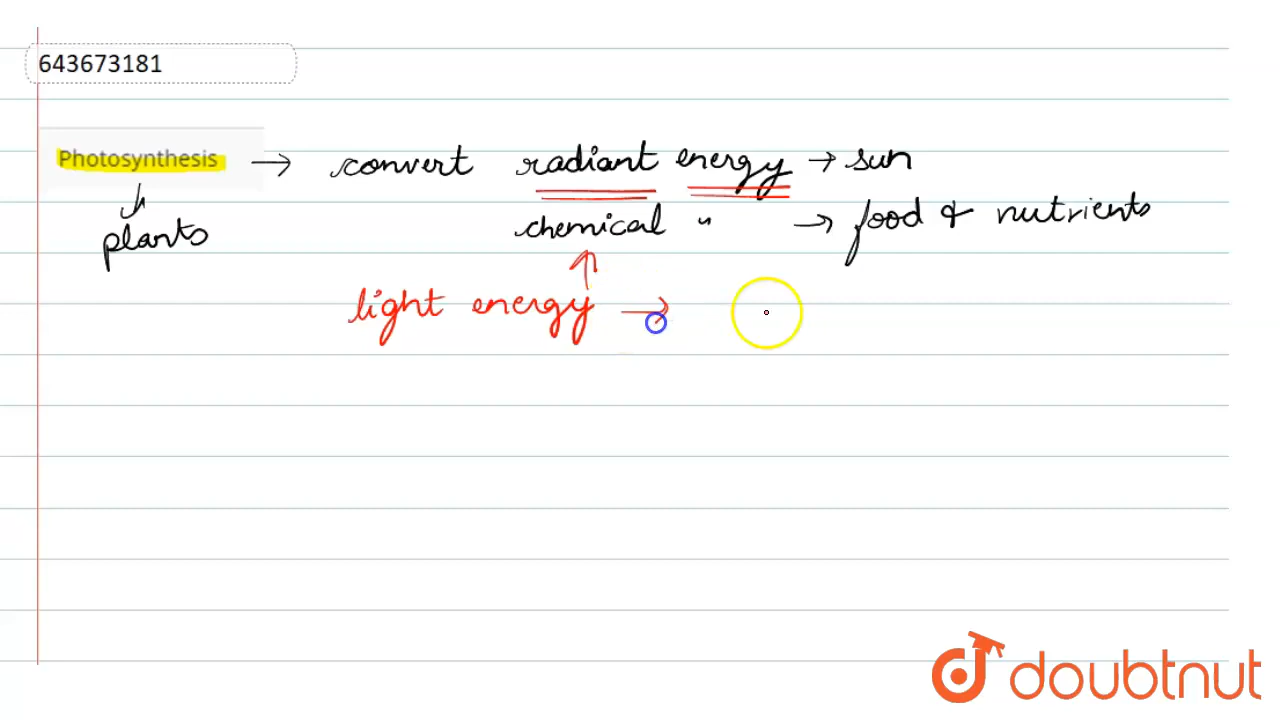 643673181
Photosynthesis → convert radiant energy → sun
plants chemical " → food & nutrients
light energy →
doubtnut